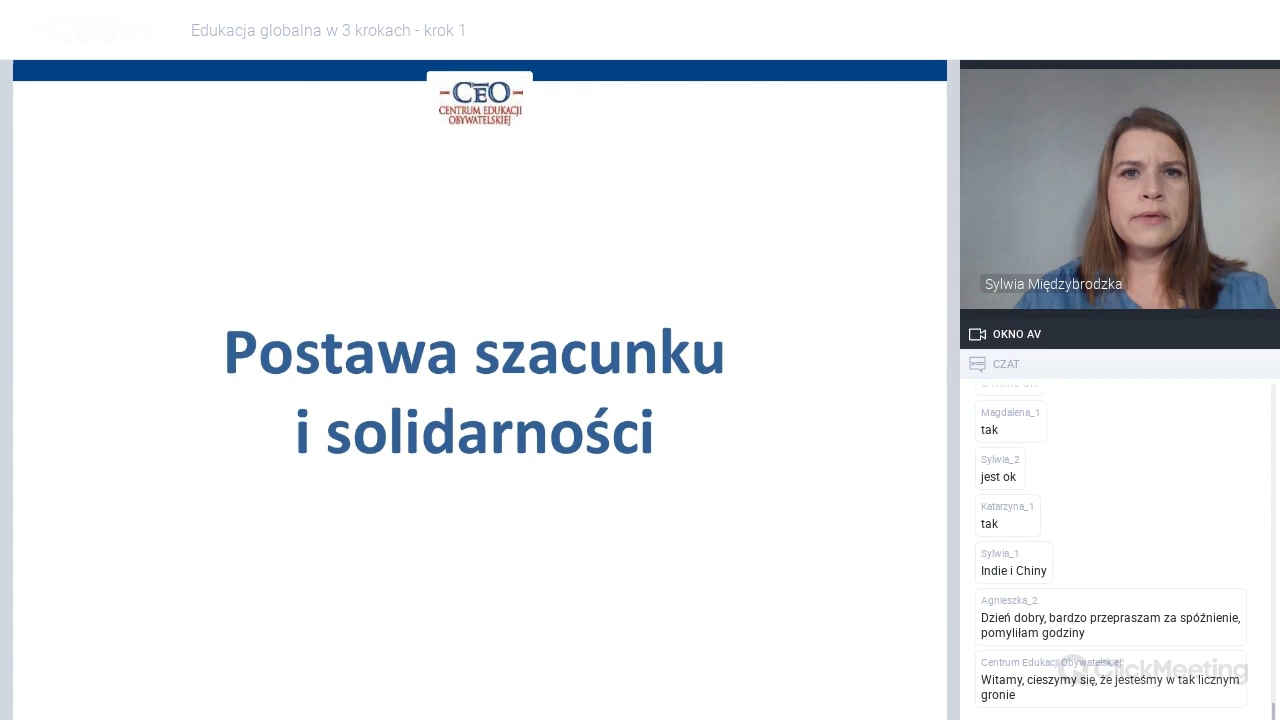 Edukacja globalna w 3 krokach - krok 1
CEO
CENTRUM EDUKACJI
OBYWATELSKIEJ
Postawa szacunku
i solidarności
Sylwia Międzybrodzka
OKNO AV
CZAT
Magdalena_1
tak
Sylwia_2
jest ok
Katarzyna_1
tak
Sylwia_1
Indie i Chiny
Agnieszka_2
Dzień dobry, bardzo przepraszam za spóźnienie,
pomyliłam godziny
Centrum Edukacji Obywatelskiej
Witamy, cieszymy się, że jesteśmy w tak licznym
gronie
ClickMeeting